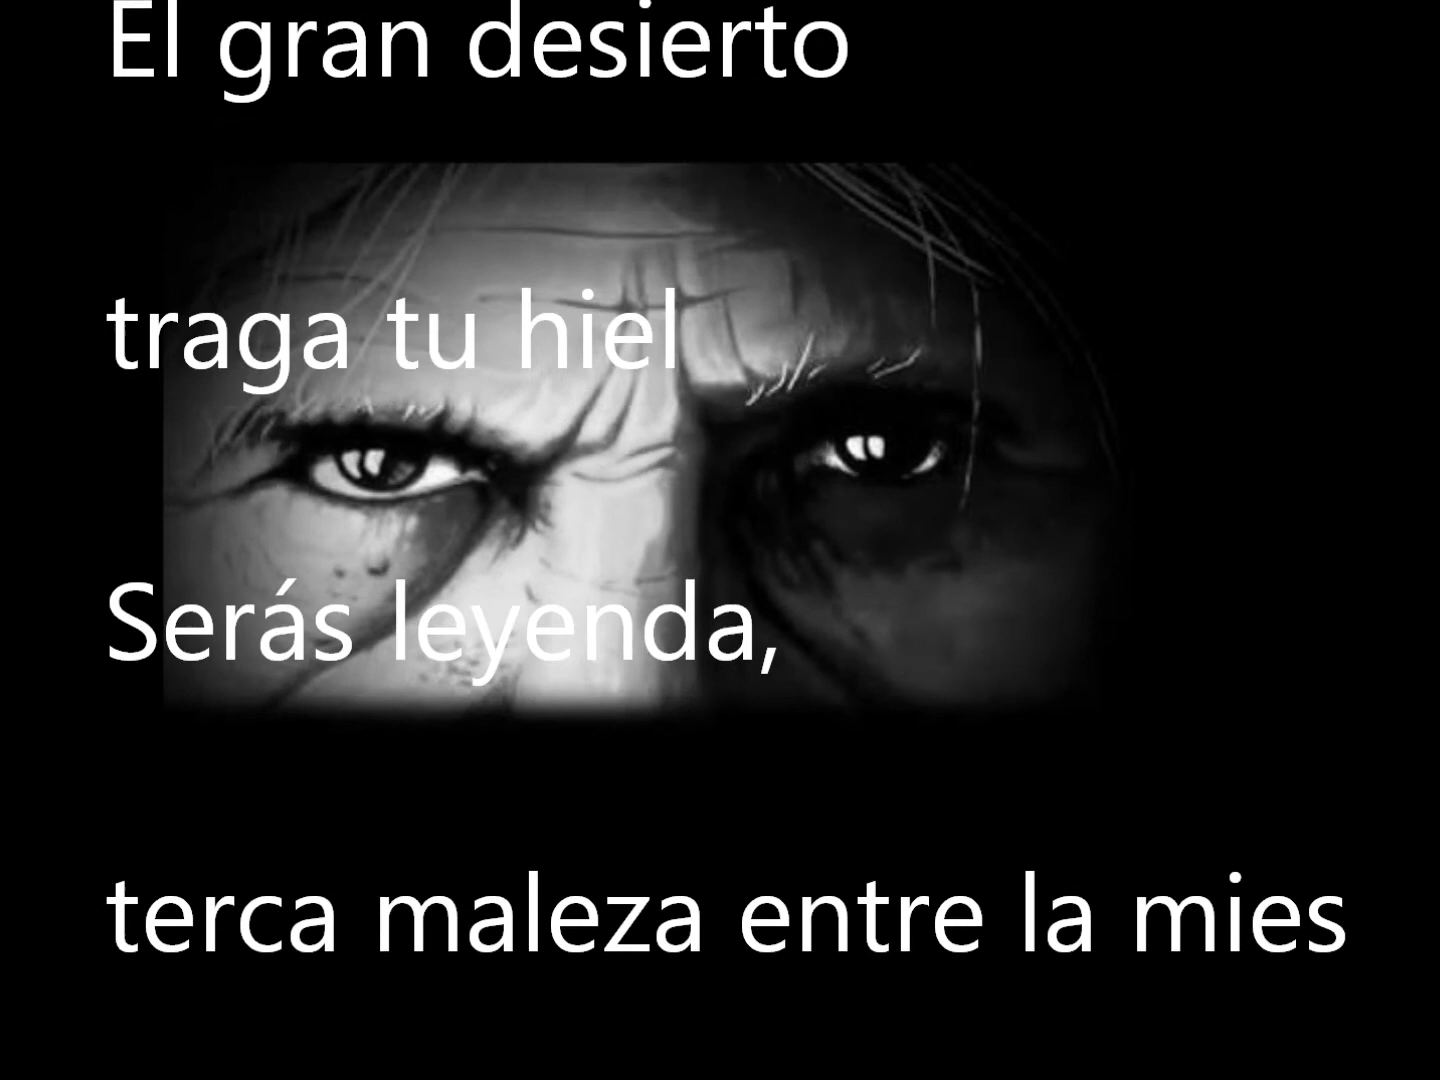 El gran desierto
traga tu hiel
Serás leyenda,
terca maleza entre la mies